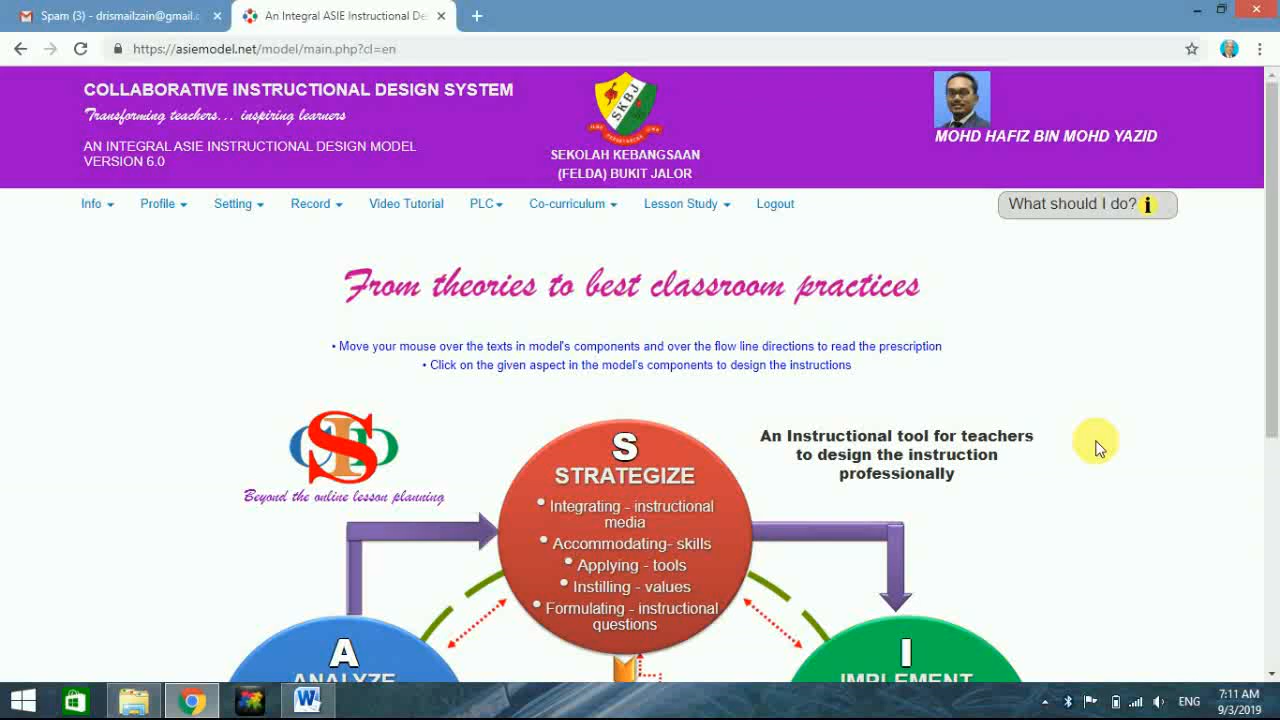 Spam (3) - drismailzain@gmail.c
An Integral ASIE Instructional De
https://asiemodel.net/model/main.php?cl=en
COLLABORATIVE INSTRUCTIONAL DESIGN SYSTEM
Transforming teachers... inspiring learners
AN INTEGRAL ASIE INSTRUCTIONAL DESIGN MODEL
VERSION 6.0
SKBJ
SEKOLAH KEBANGSAAN
(FELDA) BUKIT JALOR
MOHD HAFIZ BIN MOHD YAZID
Info Profile Setting Record Video Tutorial PLC Co-curriculum Lesson Study Logout
What should I do? i
From theories to best classroom practices
• Move your mouse over the texts in model's components and over the flow line directions to read the prescription
• Click on the given aspect in the model's components to design the instructions
Beyond the online lesson planning
An Instructional tool for teachers
to design the instruction
professionally
S
STRATEGIZE
• Integrating - instructional
media
• Accommodating- skills
• Applying - tools
• Instilling - values
• Formulating - instructional
questions
A
ANALYZE
I
IMPLEMENT
ENG
7:11 AM
9/3/2019